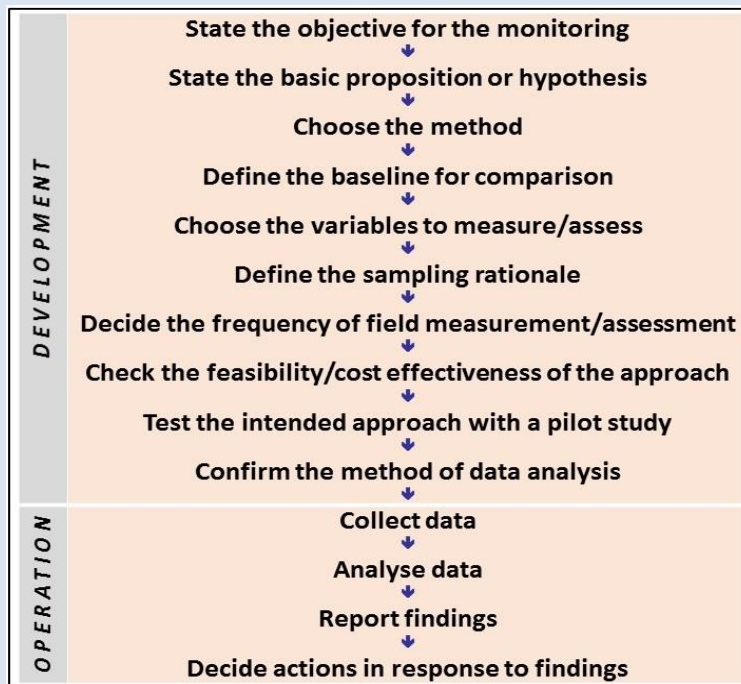 DEVELOPMENT
State the objective for the monitoring
State the basic proposition or hypothesis
Choose the method
Define the baseline for comparison
Choose the variables to measure/assess
Define the sampling rationale
Decide the frequency of field measurement/assessment
Check the feasibility/cost effectiveness of the approach
Test the intended approach with a pilot study
Confirm the method of data analysis
OPERATION
Collect data
Analyse data
Report findings
Decide actions in response to findings